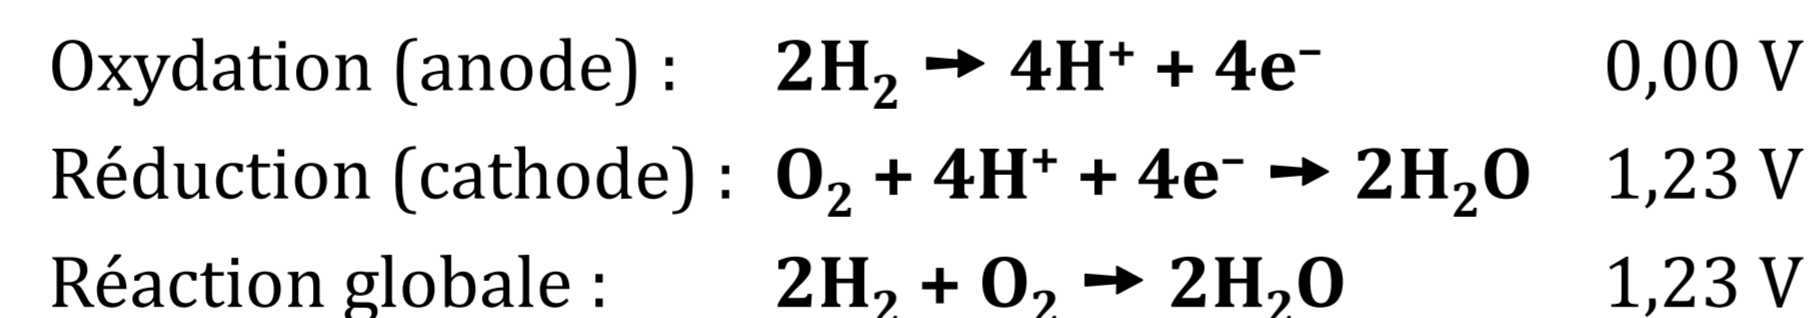 Oxydation (anode) : 2H₂ → 4H⁺ + 4e⁻ 0,00 V
Réduction (cathode) : O₂ + 4H⁺ + 4e⁻ → 2H₂O 1,23 V
Réaction globale : 2H₂ + O₂ → 2H₂O 1,23 V